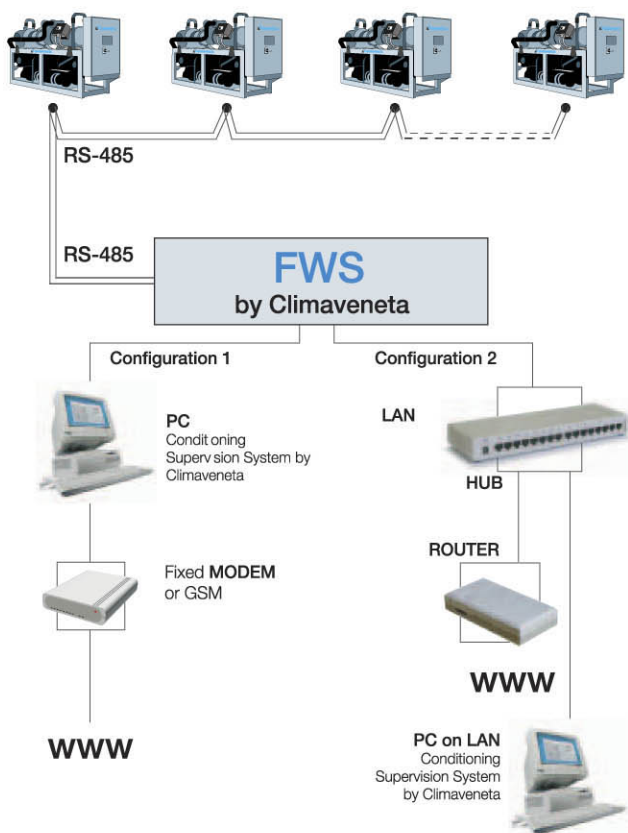 RS-485
RS-485
FWS
by Climaveneta
Configuration 1
Configuration 2
PC
Condit oning
Superv sion System by
Climaveneta
LAN
HUB
Fixed MODEM
or GSM
ROUTER
WWW
WWW
PC on LAN
Conditioning
Supervision System
by Climaveneta